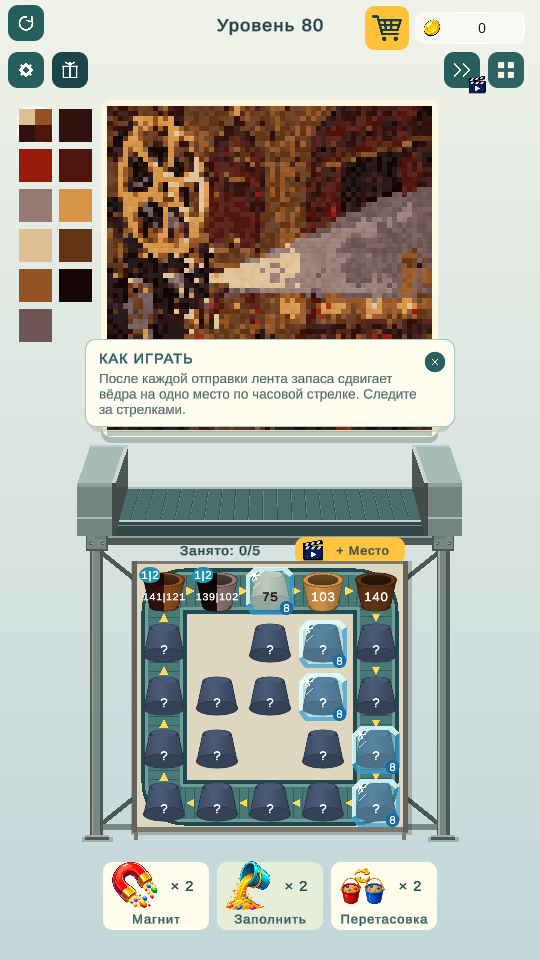 Уровень 80
0
КАК ИГРАТЬ
После каждой отправки лента запаса сдвигает
вёдра на одно место по часовой стрелке. Следите
за стрелками.
Занято: 0/5
+ Место
1|2 1|2
141|121 139|102 75 103 140
8
? ? ? ?
8
? ? ? ? ?
8
? ? ? ?
8
? ? ? ? ?
8
× 2 × 2 × 2
Магнит Заполнить Перетасовка